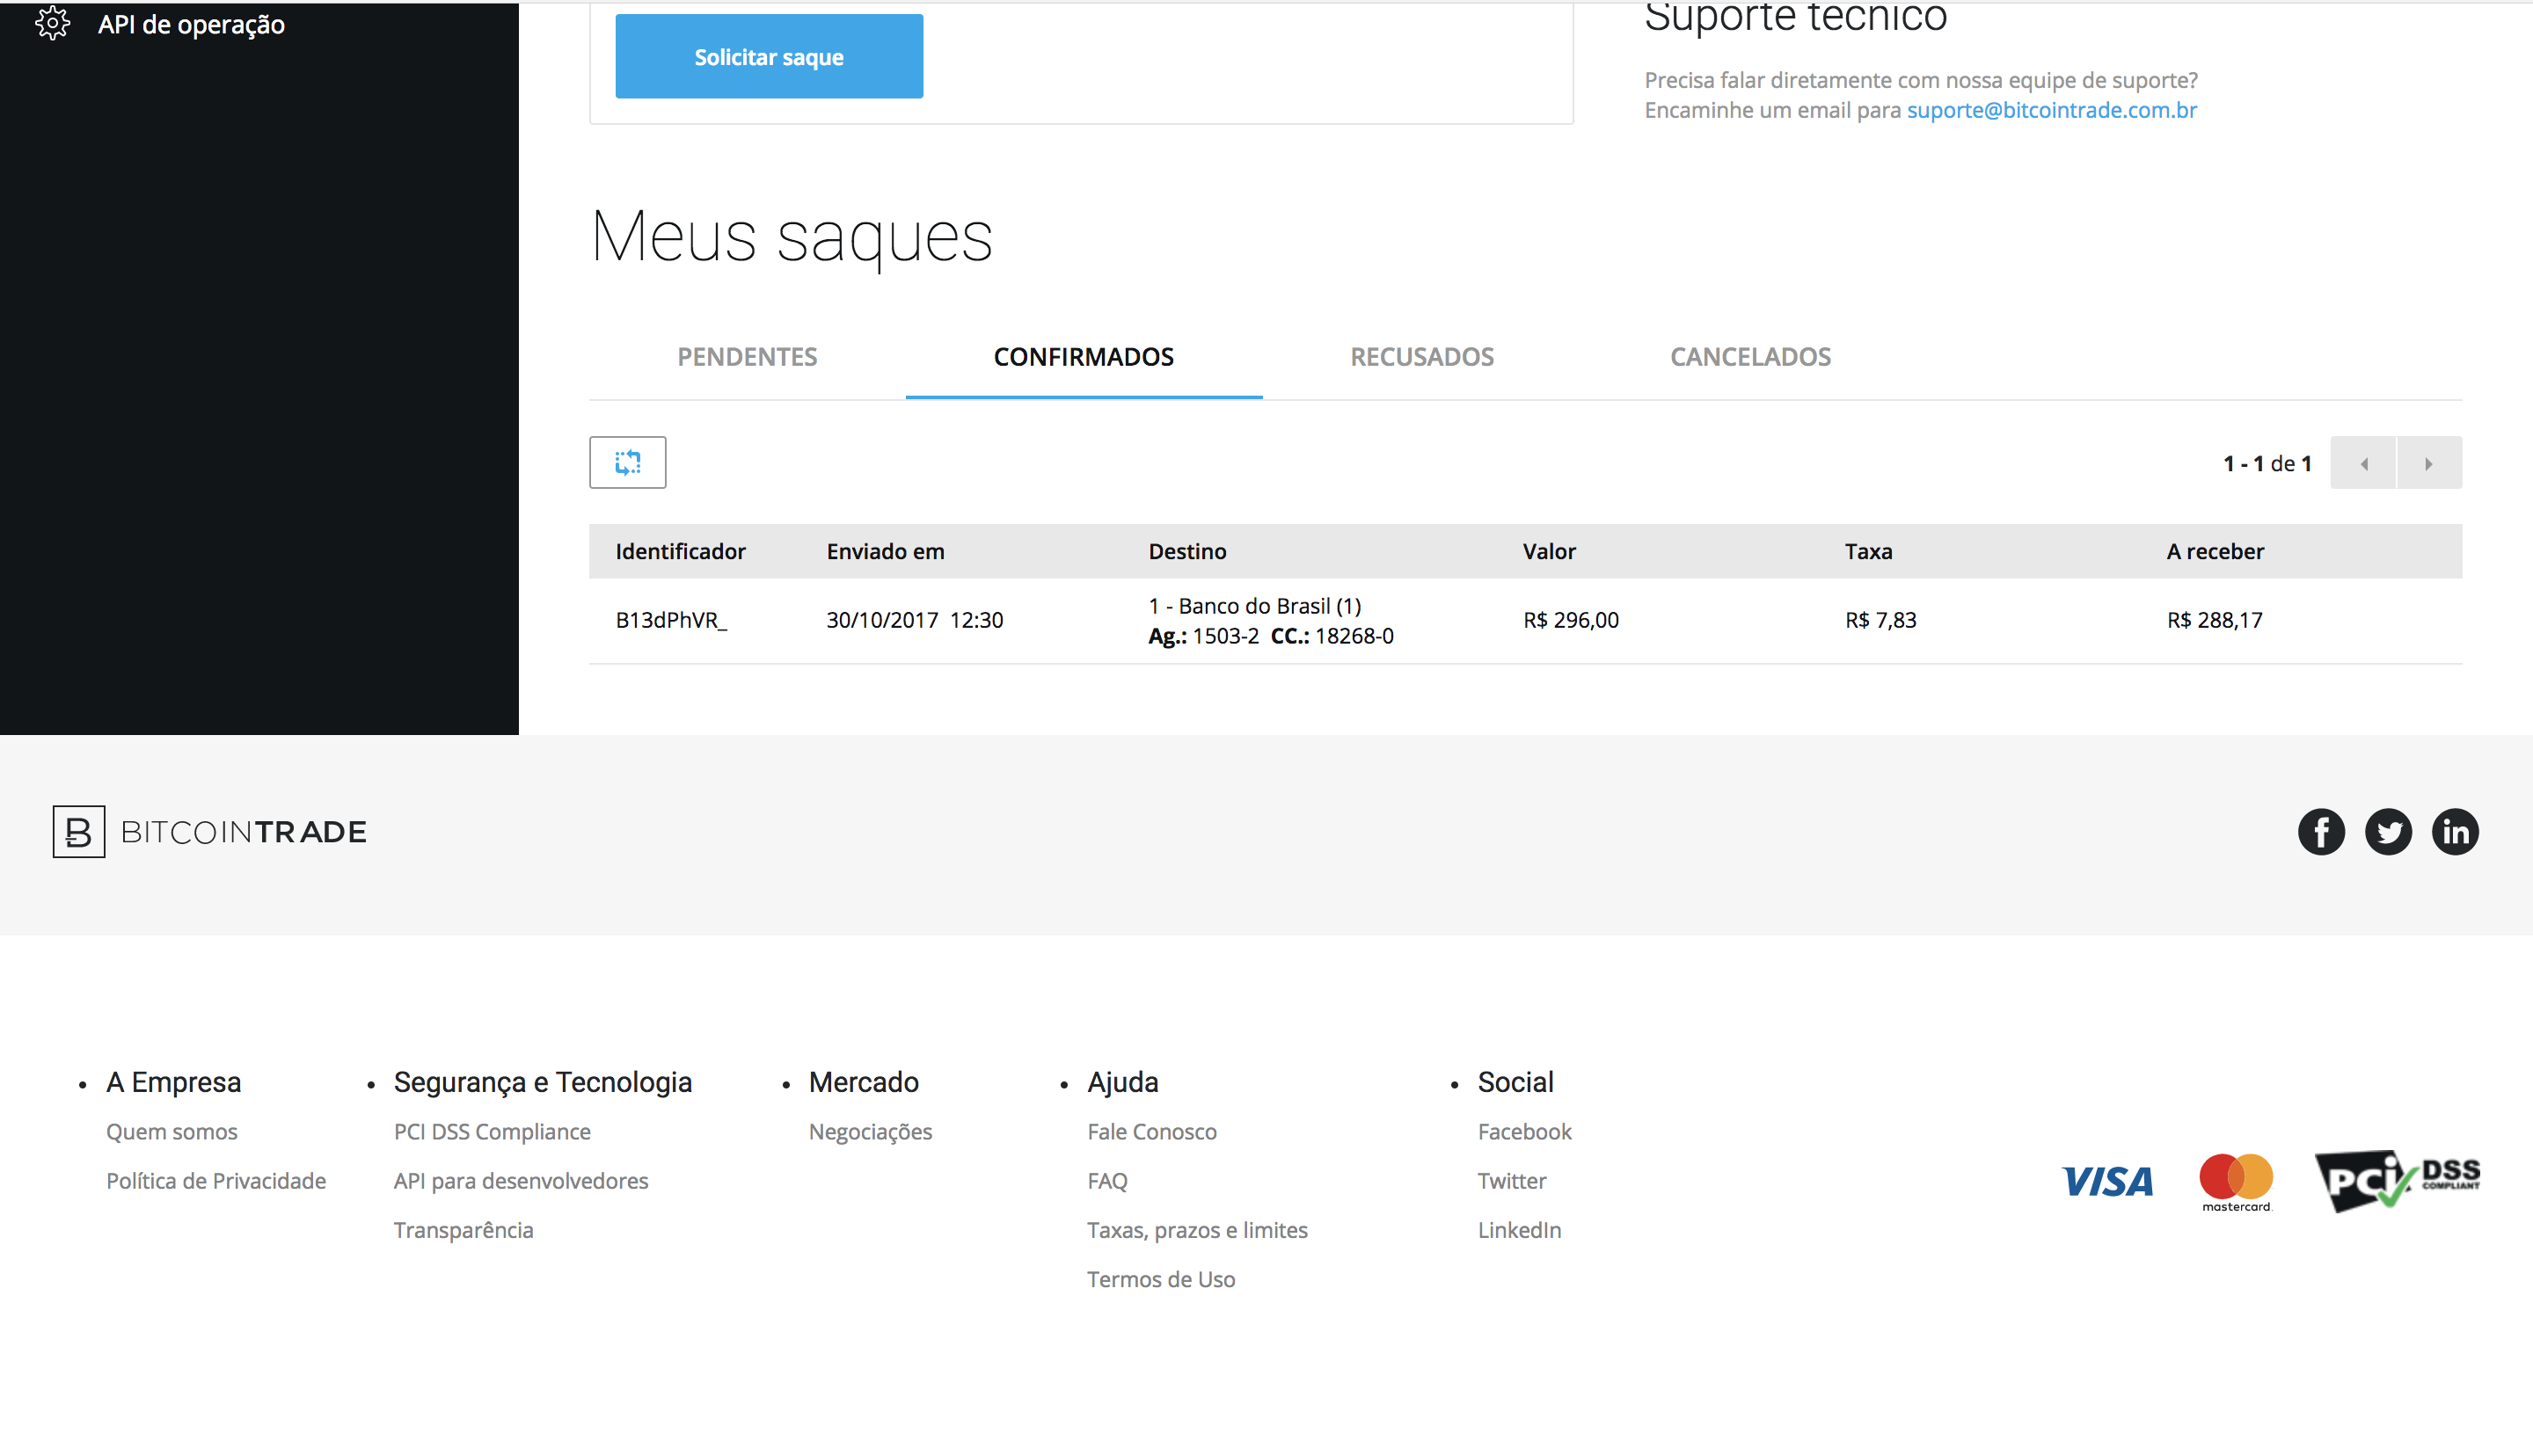 API de operação
Solicitar saque
Suporte técnico
Precisa falar diretamente com nossa equipe de suporte?
Encaminhe um email para suporte@bitcointrade.com.br
Meus saques
PENDENTES CONFIRMADOS RECUSADOS CANCELADOS
1 - 1 de 1
Identificador Enviado em Destino Valor Taxa A receber
B13dPhVR_ 30/10/2017 12:30 1 - Banco do Brasil (1) R$ 296,00 R$ 7,83 R$ 288,17
Ag.: 1503-2 CC.: 18268-0
BITCOINTRADE
• A Empresa
Quem somos
Política de Privacidade
• Segurança e Tecnologia
PCI DSS Compliance
API para desenvolvedores
Transparência
• Mercado
Negociações
• Ajuda
Fale Conosco
FAQ
Taxas, prazos e limites
Termos de Uso
• Social
Facebook
Twitter
LinkedIn
VISA
mastercard.
PCI DSS
COMPLIANT